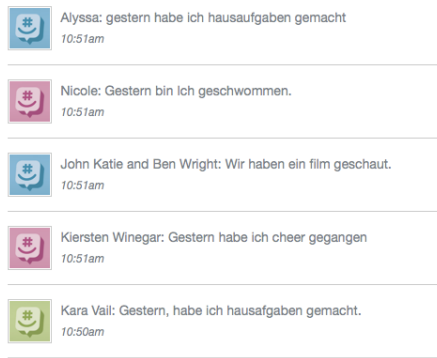 Alyssa: gestern habe ich hausaufgaben gemacht
10:51am
Nicole: Gestern bin Ich geschwommen.
10:51am
John Katie and Ben Wright: Wir haben ein film geschaut.
10:51am
Kiersten Winegar: Gestern habe ich cheer gegangen
10:51am
Kara Vail: Gestern, habe ich hausafgaben gemacht.
10:50am